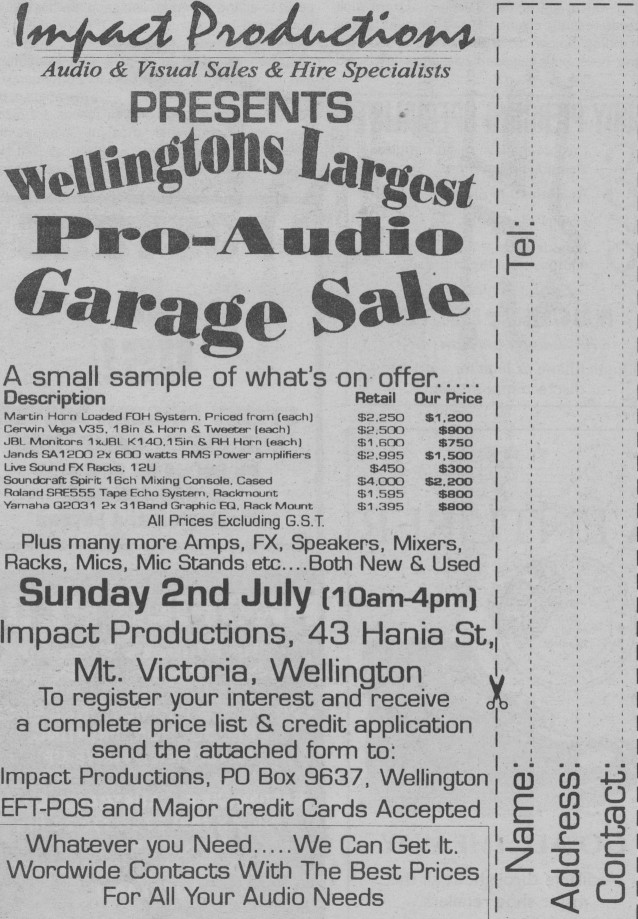 Impact Productions
Audio & Visual Sales & Hire Specialists
PRESENTS
Wellingtons Largest
Pro-Audio
Garage Sale
A small sample of what's on offer.....
Description Retail Our Price
Martin Horn Loaded FOH System, Priced from (each) $2,250 $1,200
Cerwin Vega V35, 18in & Horn & Tweeter (each) $2,500 $900
JBL Monitors 1xJBL K140,15in & RH Horn (each) $1,600 $750
Jands SA1200 2x 600 watts RMS Power amplifiers $2,995 $1,500
Live Sound FX Racks, 12U $450 $300
Soundcraft Spirit 16ch Mixing Console, Cased $4,000 $2,200
Roland SRE555 Tape Echo System, Rackmount $1,595 $800
Yamaha Q2031 2x 31Band Graphic EQ, Rack Mount $1,395 $800
All Prices Excluding G.S.T.
Plus many more Amps, FX, Speakers, Mixers,
Racks, Mics, Mic Stands etc....Both New & Used
Sunday 2nd July (10am-4pm)
Impact Productions, 43 Hania St,
Mt. Victoria, Wellington
To register your interest and receive
a complete price list & credit application
send the attached form to:
Impact Productions, PO Box 9637, Wellington
EFT-POS and Major Credit Cards Accepted
Whatever you Need.....We Can Get It.
Wordwide Contacts With The Best Prices
For All Your Audio Needs
Name: Tel:
Address:
Contact: